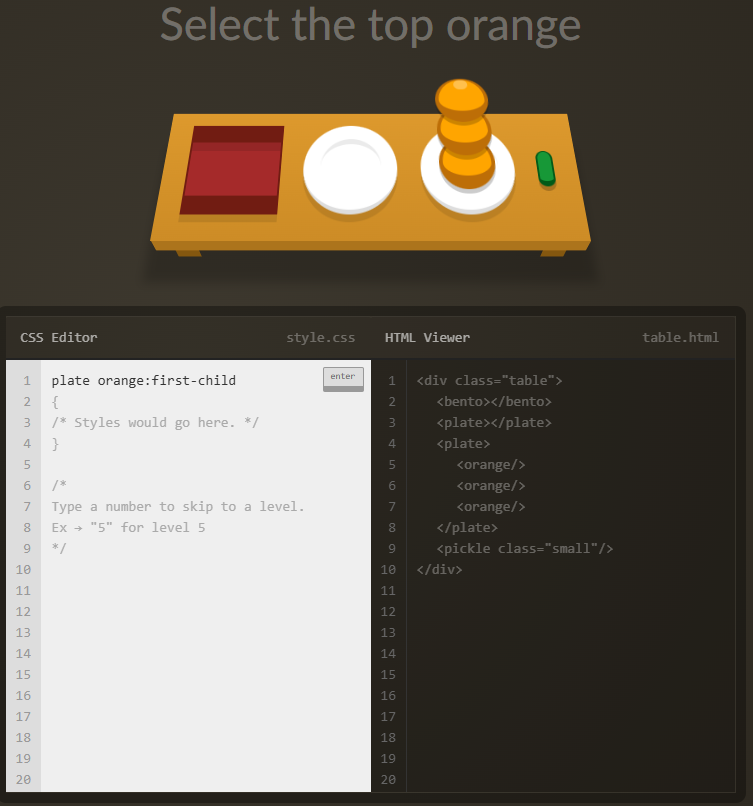 Select the top orange
CSS Editor
style.css
HTML Viewer
table.html
enter
1 plate orange:first-child
2 {
3 /* Styles would go here. */
4 }
5
6 /*
7 Type a number to skip to a level.
8 Ex → "5" for level 5
9 */
10
11
12
13
14
15
16
17
18
19
20
1 <div class="table">
2 <bento></bento>
3 <plate></plate>
4 <plate>
5 <orange/>
6 <orange/>
7 <orange/>
8 </plate>
9 <pickle class="small"/>
10 </div>
11
12
13
14
15
16
17
18
19
20